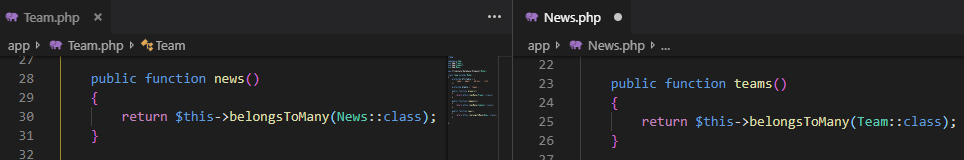 Team.php
app Team.php Team
27
28 public function news()
29 {
30 return $this->belongsToMany(News::class);
31 }
News.php
app News.php ...
22
23 public function teams()
24 {
25 return $this->belongsToMany(Team::class);
26 }
27